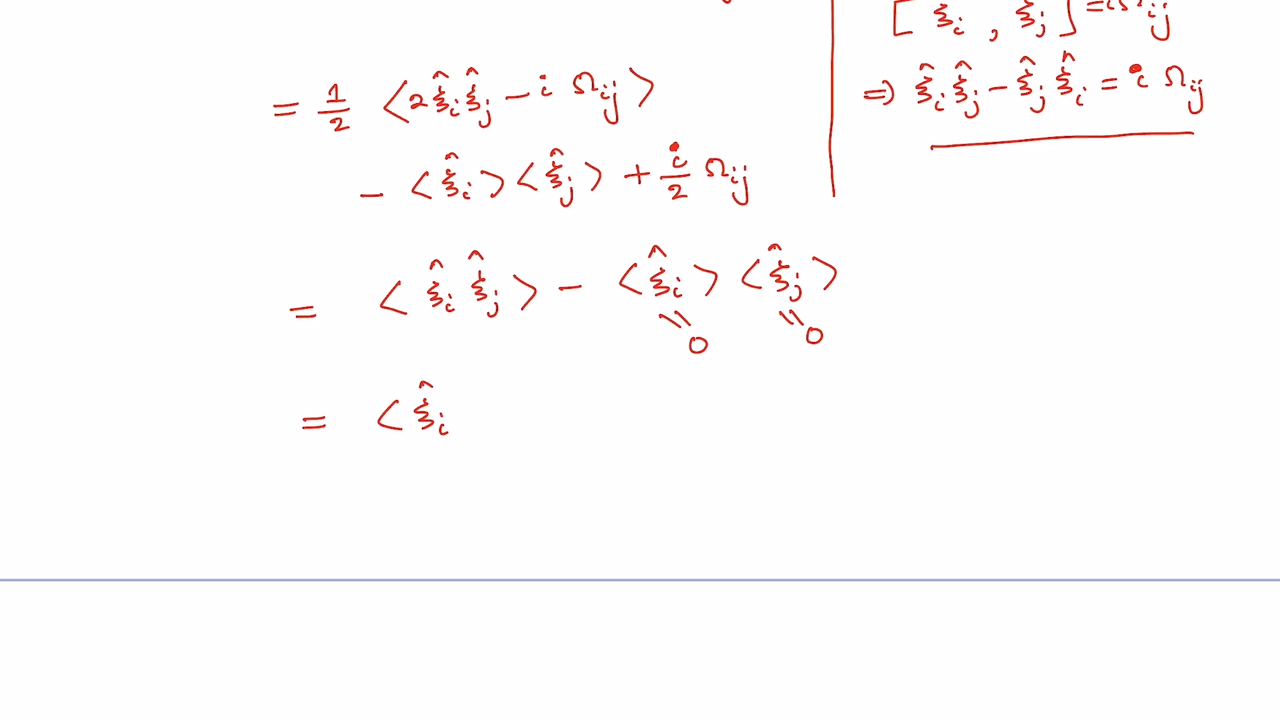 [ ξ̂_i , ξ̂_j ] = iΩ_ij
⇒ ξ̂_i ξ̂_j − ξ̂_j ξ̂_i = i Ω_ij
= 1/2 ⟨2 ξ̂_i ξ̂_j − i Ω_ij⟩
− ⟨ξ̂_i⟩⟨ξ̂_j⟩ + i/2 Ω_ij
= ⟨ξ̂_i ξ̂_j⟩ − ⟨ξ̂_i⟩ ⟨ξ̂_j⟩
= 0 = 0
= ⟨ξ̂_i